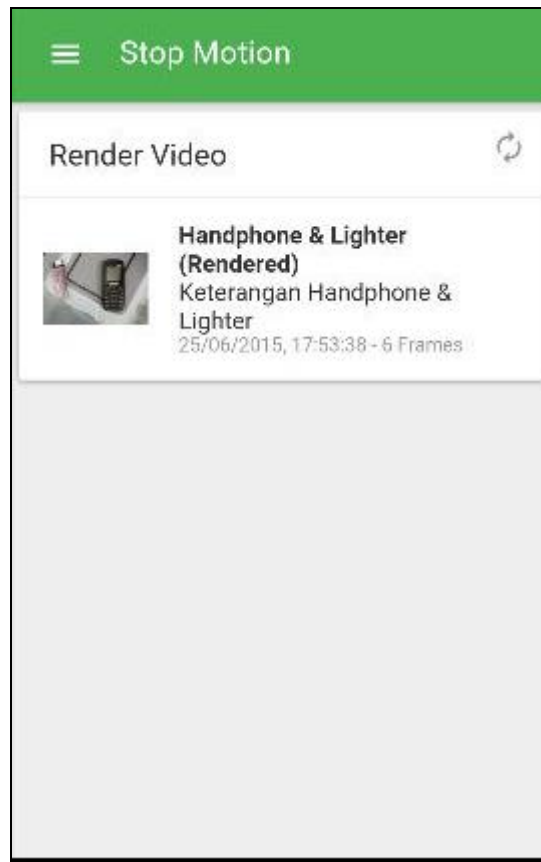 Stop Motion
Render Video
Handphone & Lighter
(Rendered)
Keterangan Handphone &
Lighter
25/06/2015, 17:53:38 - 6 Frames